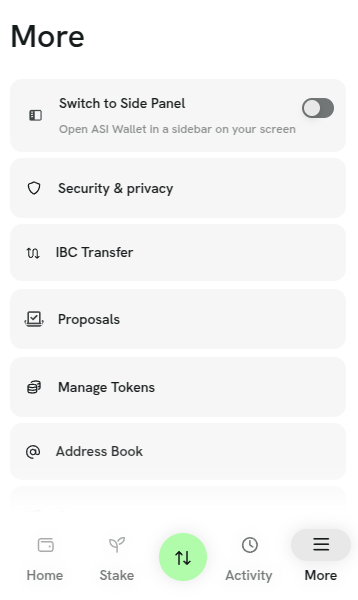 More
Switch to Side Panel
Open ASI Wallet in a sidebar on your screen
Security & privacy
IBC Transfer
Proposals
Manage Tokens
Address Book
Home
Stake
Activity
More